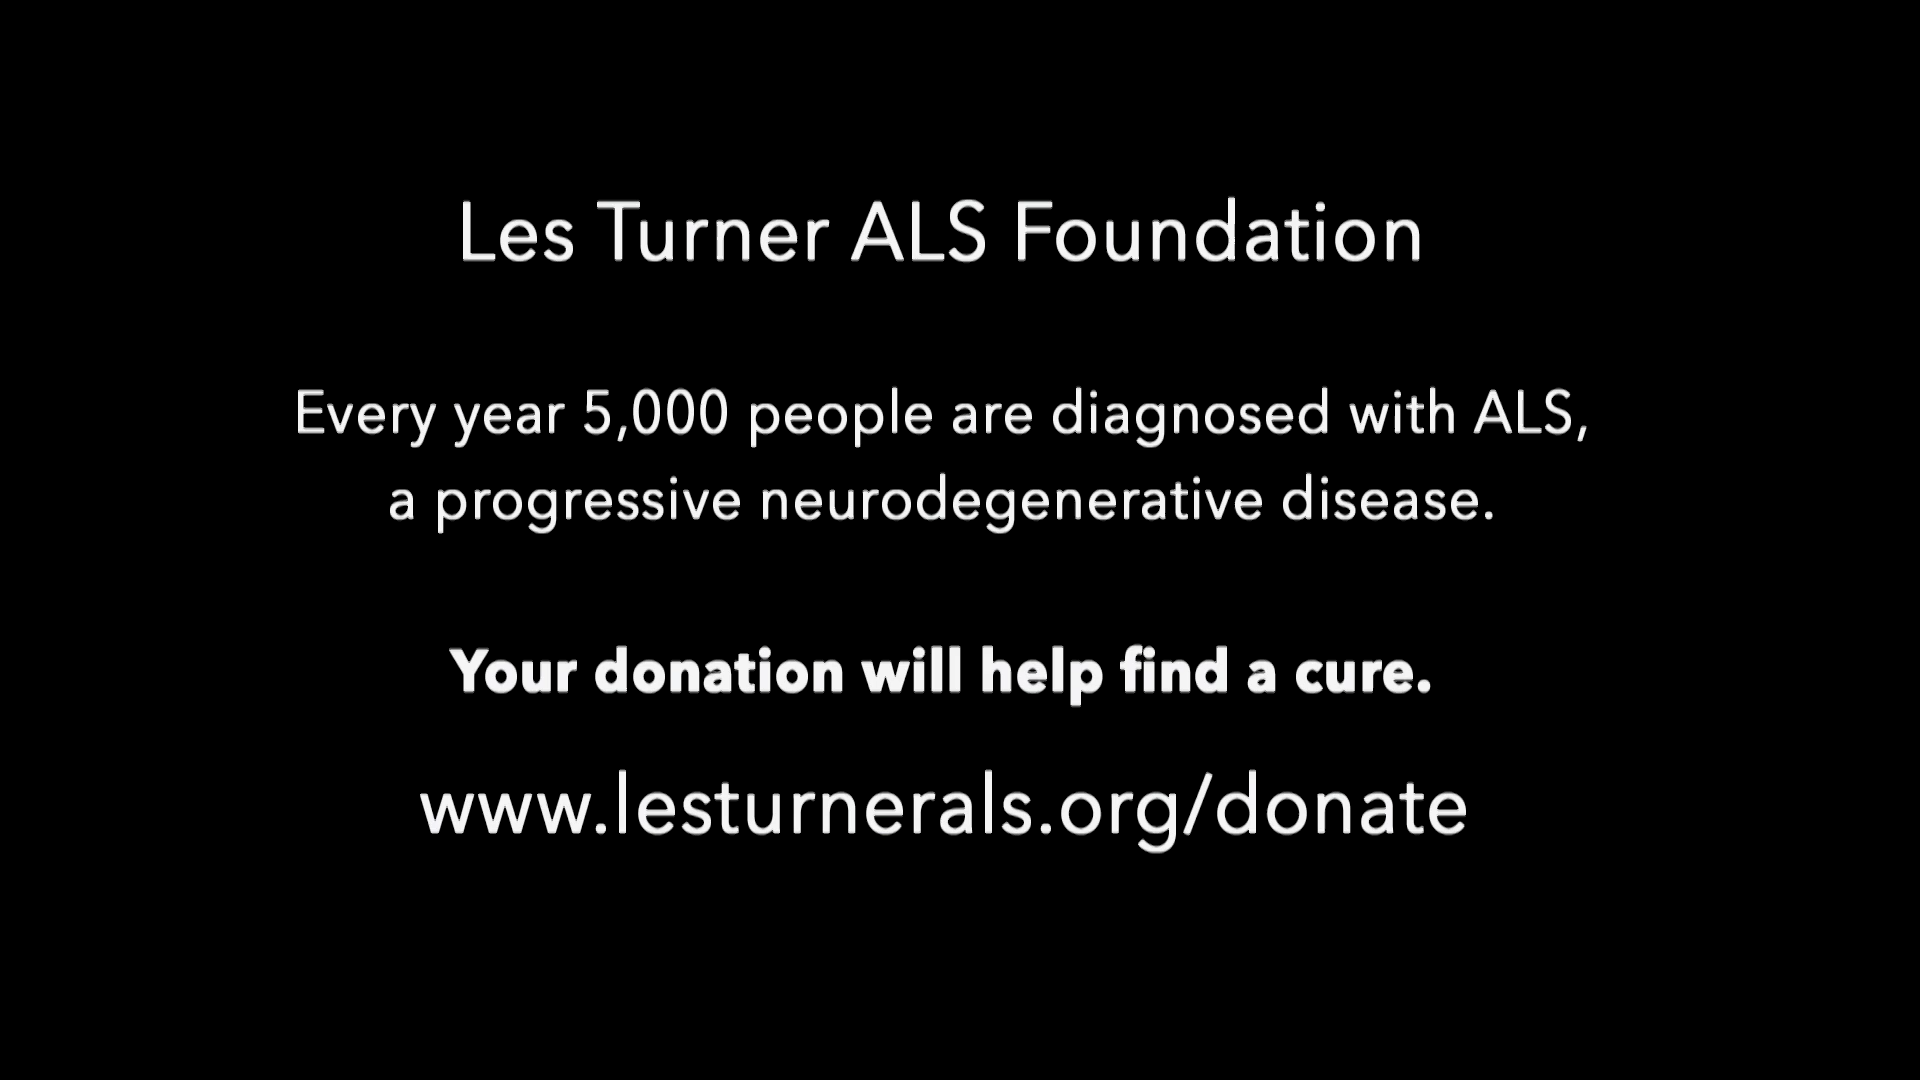 Les Turner ALS Foundation
Every year 5,000 people are diagnosed with ALS,
a progressive neurodegenerative disease.
Your donation will help find a cure.
www.lesturnerals.org/donate